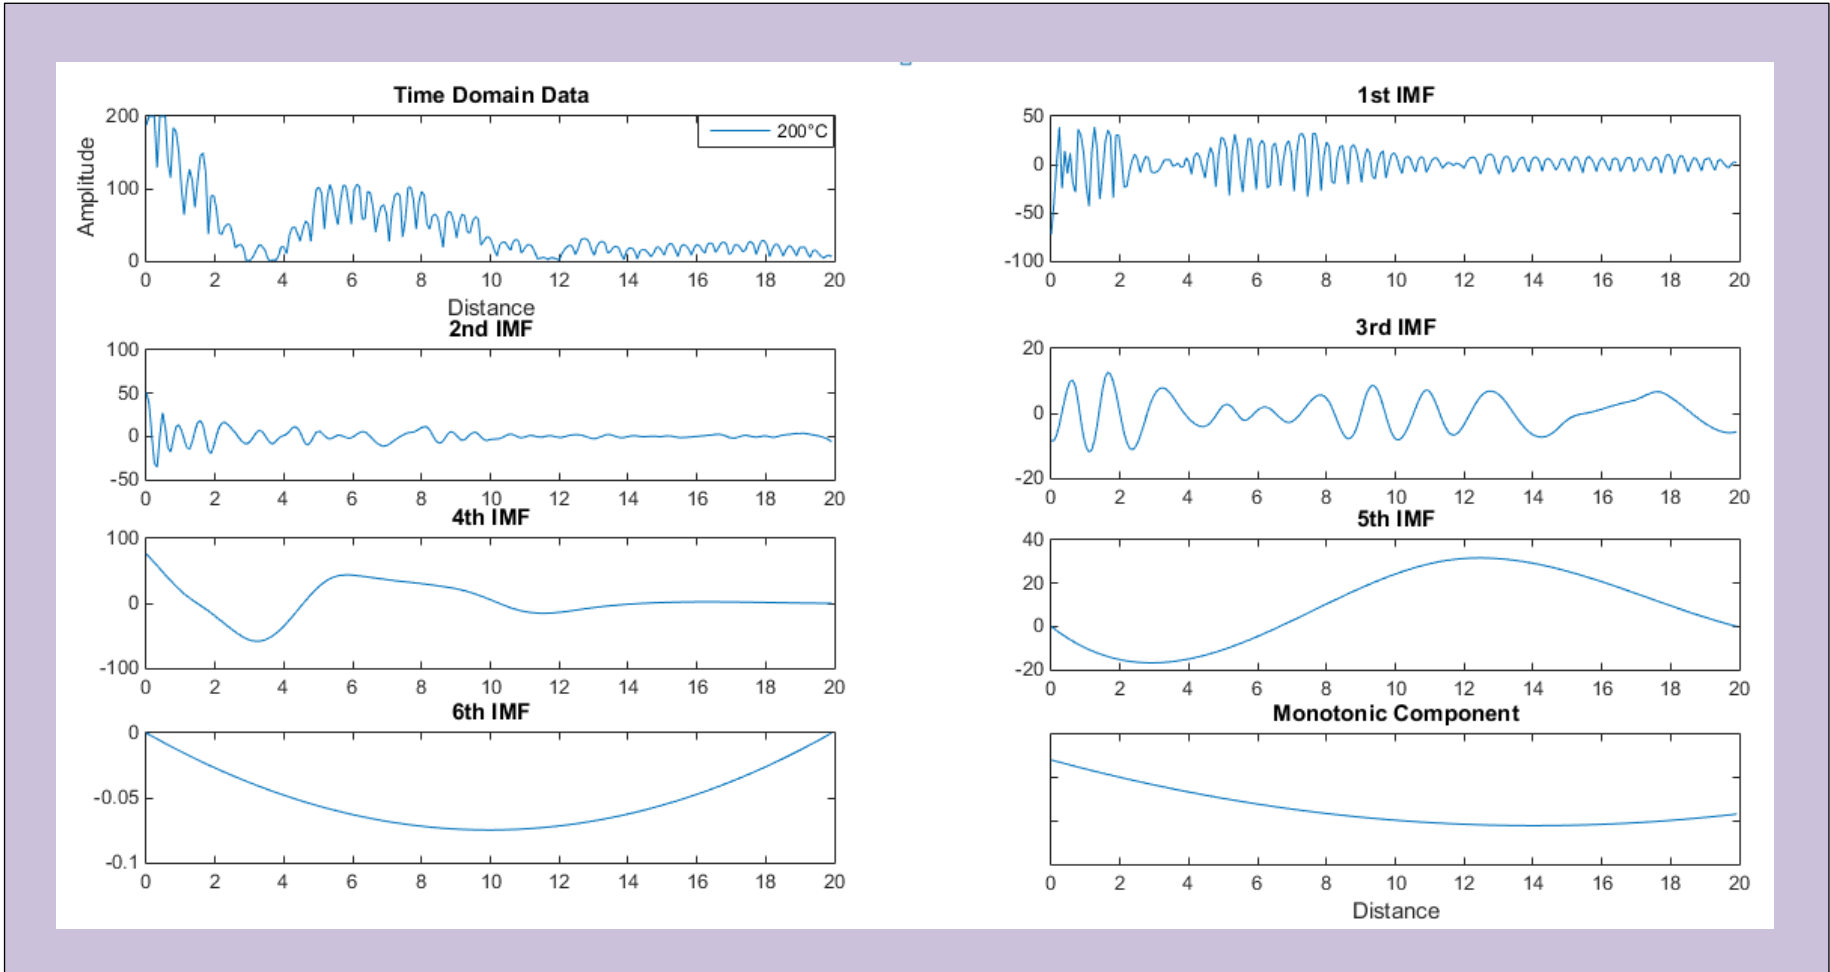 Time Domain Data
200
100
0
Amplitude
200°C
0 2 4 6 8 10 12 14 16 18 20
Distance
1st IMF
50
0
-50
-100
0 2 4 6 8 10 12 14 16 18 20
2nd IMF
100
50
0
-50
0 2 4 6 8 10 12 14 16 18 20
3rd IMF
20
0
-20
0 2 4 6 8 10 12 14 16 18 20
4th IMF
100
0
-100
0 2 4 6 8 10 12 14 16 18 20
5th IMF
40
20
0
-20
0 2 4 6 8 10 12 14 16 18 20
6th IMF
0
-0.05
-0.1
0 2 4 6 8 10 12 14 16 18 20
Monotonic Component
0 2 4 6 8 10 12 14 16 18 20
Distance